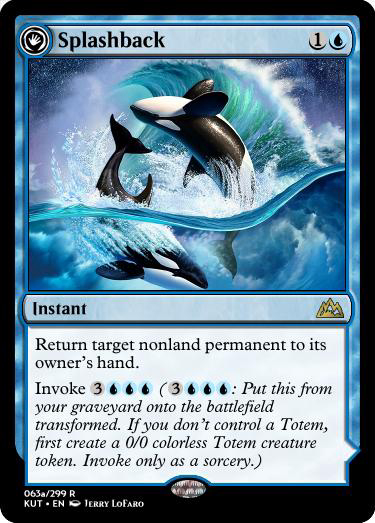 Splashback 1
Instant
Return target nonland permanent to its
owner's hand.
Invoke 3 (3: Put this from
your graveyard onto the battlefield
transformed. If you don't control a Totem,
first create a 0/0 colorless Totem creature
token. Invoke only as a sorcery.)
063a/299 R
KUT • EN Jerry LoFaro